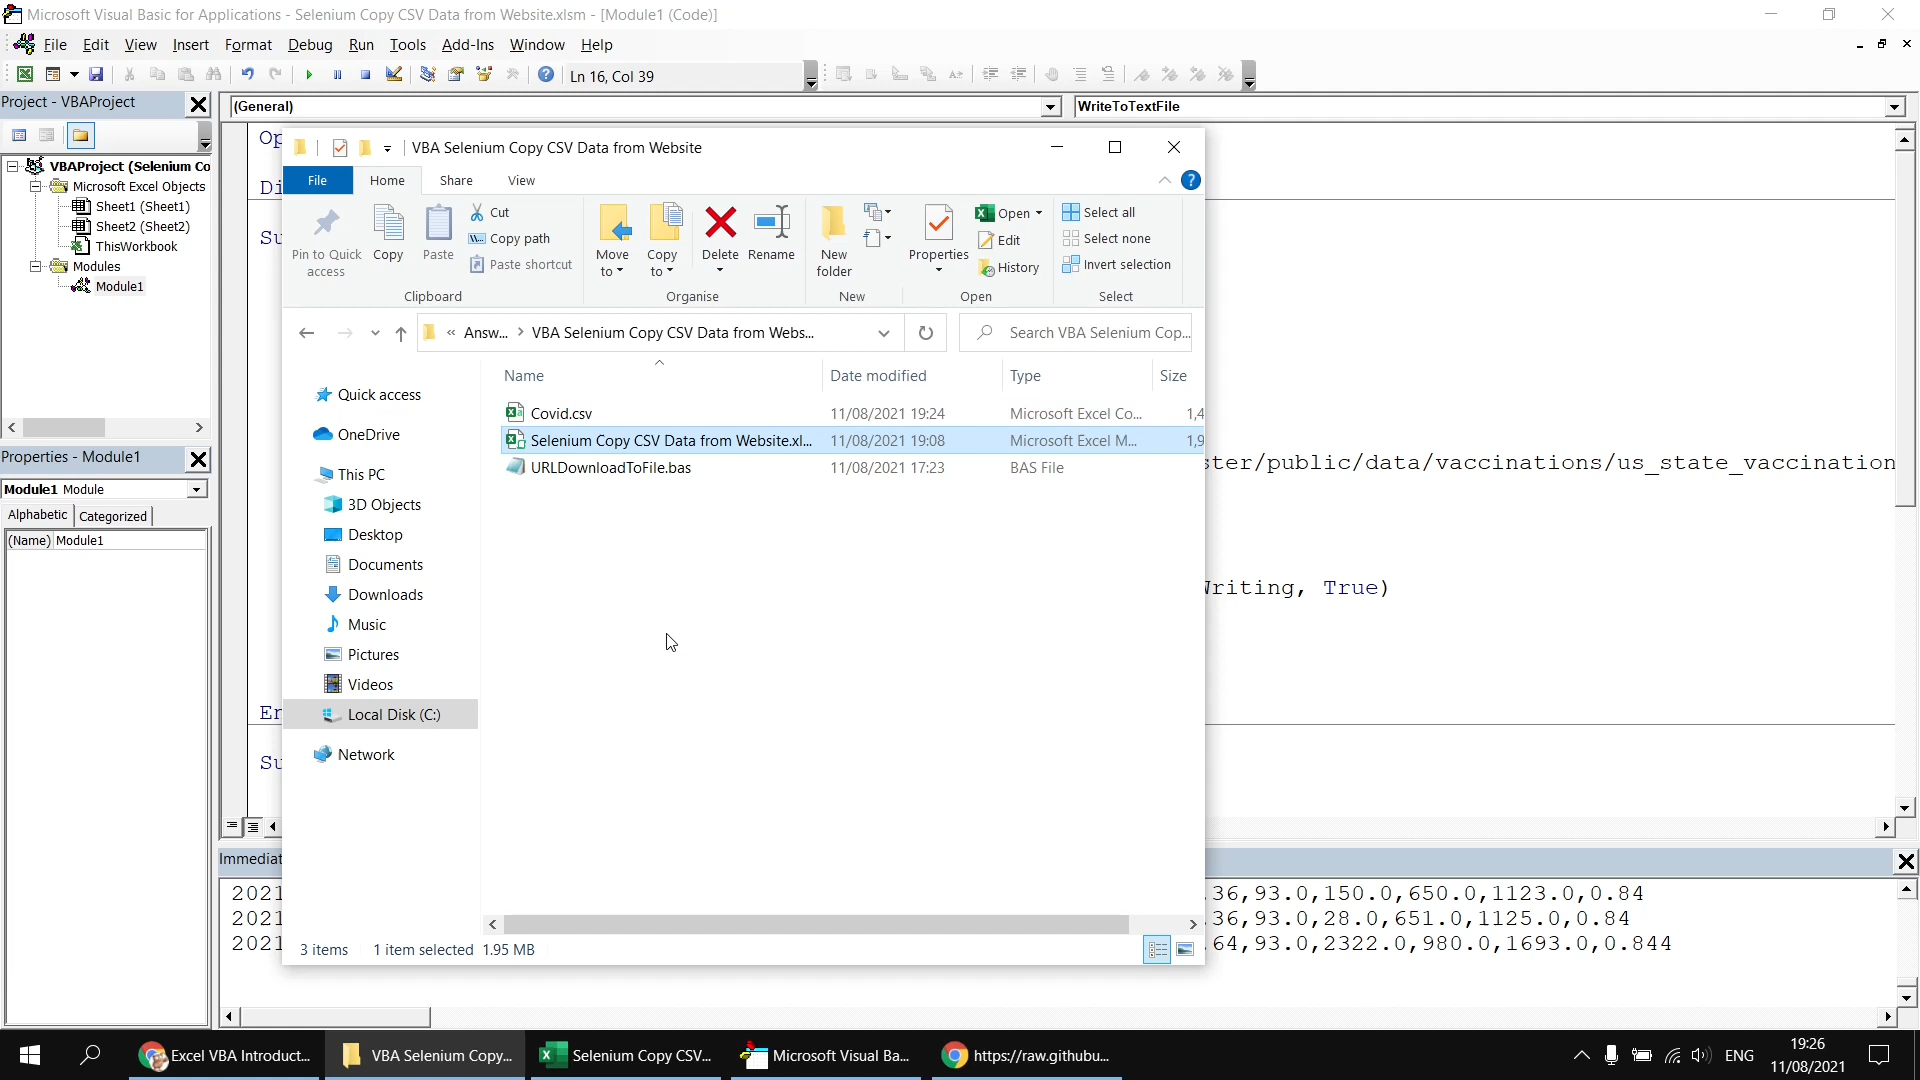 Microsoft Visual Basic for Applications - Selenium Copy CSV Data from Website.xlsm - [Module1 (Code)]
File Edit View Insert Format Debug Run Tools Add-Ins Window Help
Ln 16, Col 39
Project - VBAProject
(General)
WriteToTextFile
VBAProject (Selenium Co
Microsoft Excel Objects
Sheet1 (Sheet1)
Sheet2 (Sheet2)
ThisWorkbook
Modules
Module1
Properties - Module1
Module1 Module
Alphabetic Categorized
(Name) Module1
Op
Di
Su
En
Su
VBA Selenium Copy CSV Data from Website
File Home Share View
Pin to Quick access
Copy
Paste
Cut
Copy path
Paste shortcut
Clipboard
Move to
Copy to
Delete
Rename
Organise
New folder
New
Properties
Open
Edit
History
Open
Select all
Select none
Invert selection
Select
« Answ... > VBA Selenium Copy CSV Data from Webs...
Search VBA Selenium Cop...
Name Date modified Type Size
Covid.csv 11/08/2021 19:24 Microsoft Excel Co... 1,4
Selenium Copy CSV Data from Website.xl... 11/08/2021 19:08 Microsoft Excel M... 1,9
URLDownloadToFile.bas 11/08/2021 17:23 BAS File
Quick access
OneDrive
This PC
3D Objects
Desktop
Documents
Downloads
Music
Pictures
Videos
Local Disk (C:)
Network
3 items 1 item selected 1.95 MB
ster/public/data/vaccinations/us_state_vaccination
Writing, True)
Immediat
2021
2021
2021
36,93.0,150.0,650.0,1123.0,0.84
36,93.0,28.0,651.0,1125.0,0.84
64,93.0,2322.0,980.0,1693.0,0.844
Excel VBA Introduct...
VBA Selenium Copy...
Selenium Copy CSV...
Microsoft Visual Ba...
https://raw.githubu...
ENG
19:26
11/08/2021